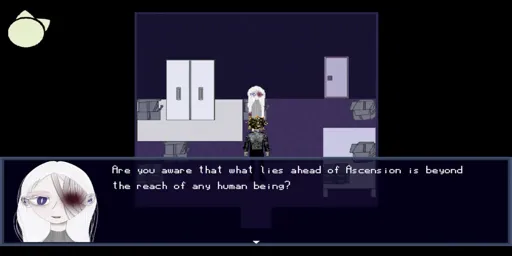 Are you aware that what lies ahead of Ascension is beyond
the reach of any human being?